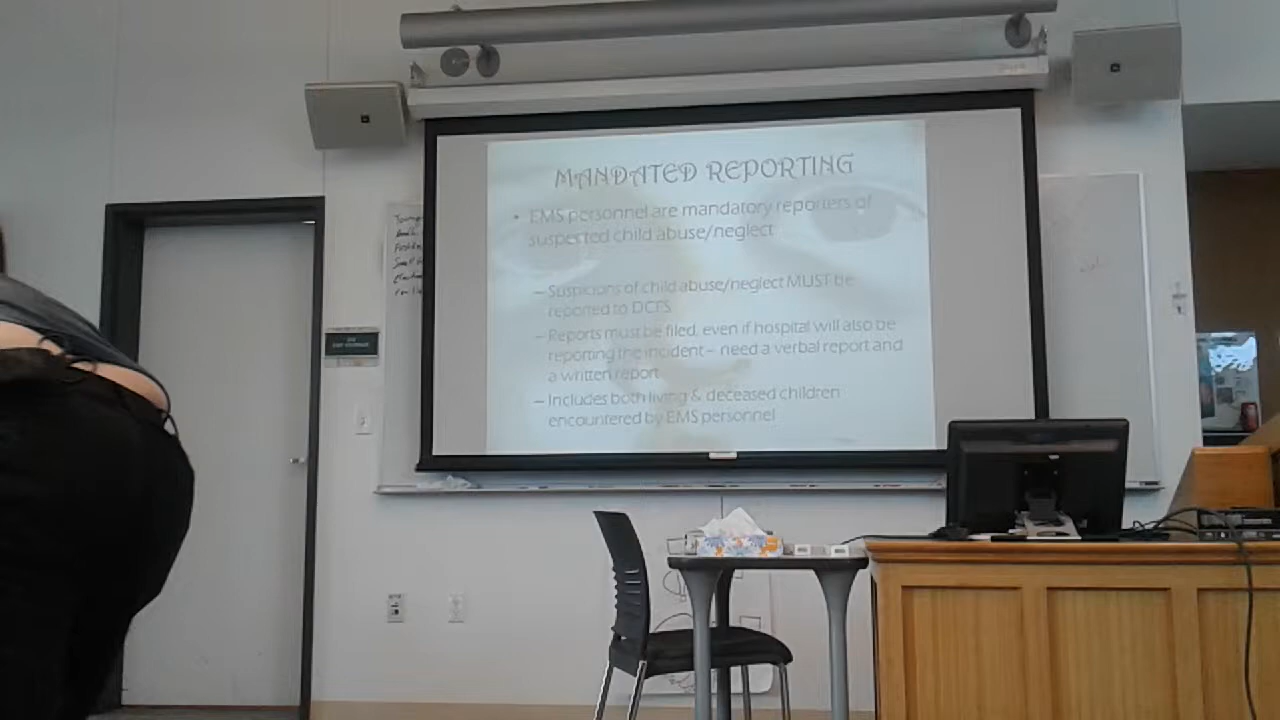 MANDATED REPORTING
• EMS personnel are mandatory reporters of
suspected child abuse/neglect
– Suspicions of child abuse/neglect MUST be
reported to DCFS
– Reports must be filed, even if hospital will also be
reporting the incident – need a verbal report and
a written report
– Includes both living & deceased children
encountered by EMS personnel